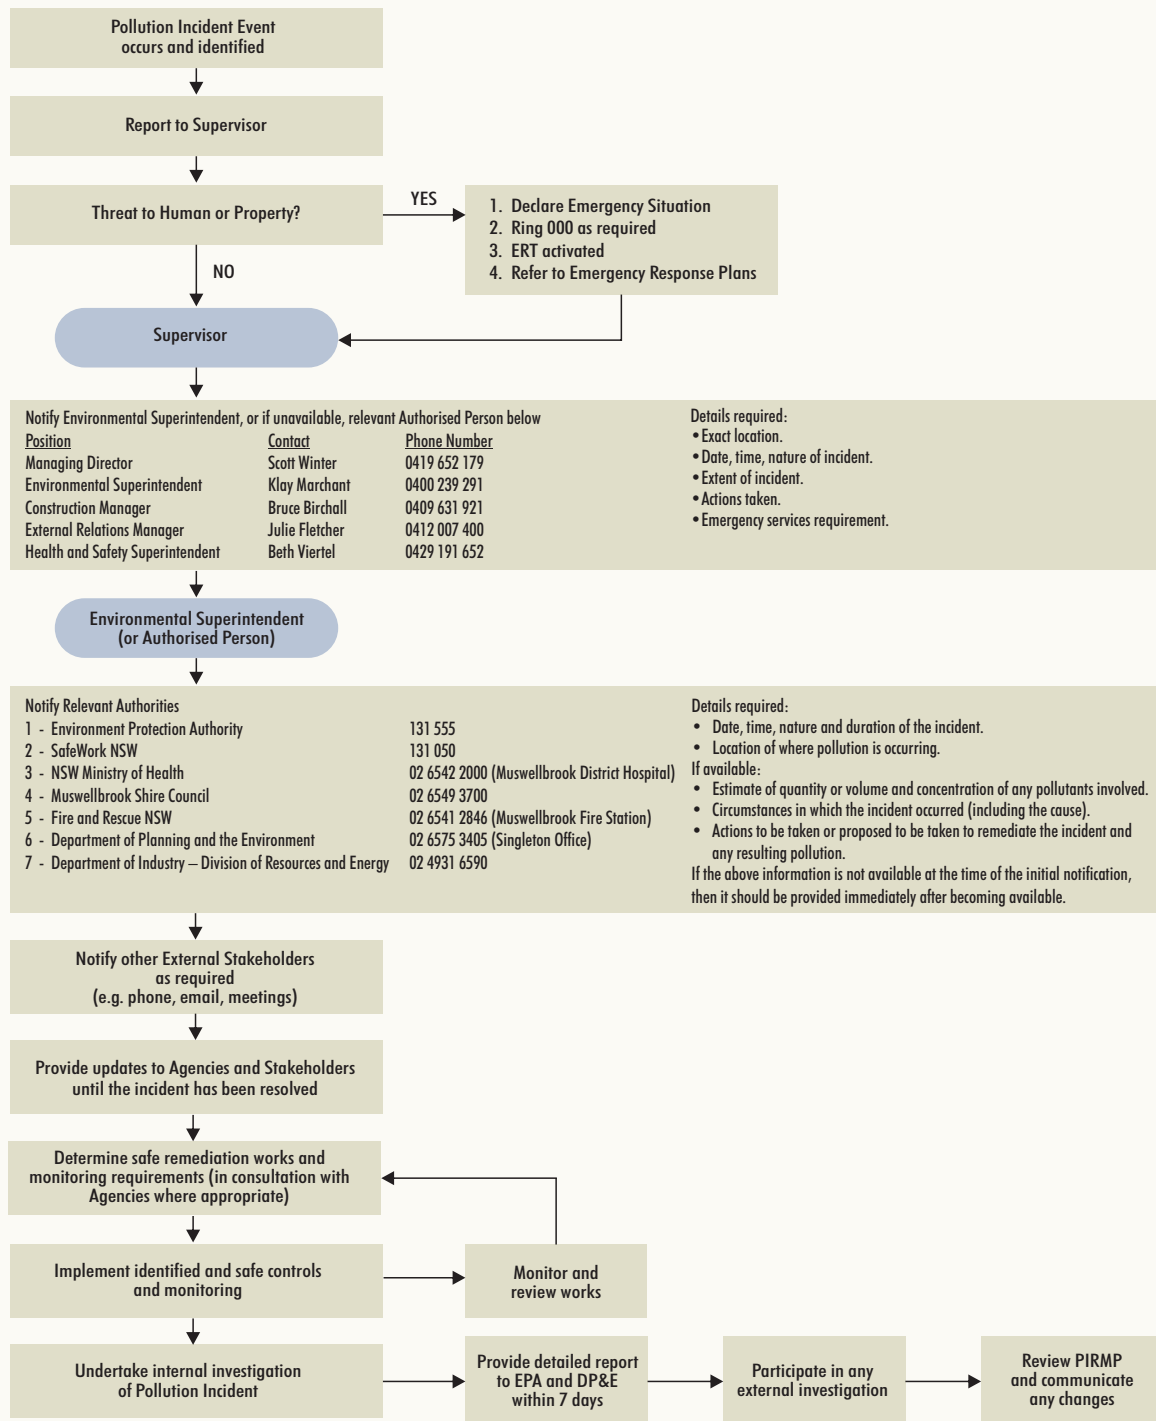 Pollution Incident Event
occurs and identified
Report to Supervisor
Threat to Human or Property?
YES
1. Declare Emergency Situation
2. Ring 000 as required
3. ERT activated
4. Refer to Emergency Response Plans
NO
Supervisor
Notify Environmental Superintendent, or if unavailable, relevant Authorised Person below
Position Contact Phone Number
Managing Director Scott Winter 0419 652 179
Environmental Superintendent Klay Marchant 0400 239 291
Construction Manager Bruce Birchall 0409 631 921
External Relations Manager Julie Fletcher 0412 007 400
Health and Safety Superintendent Beth Viertel 0429 191 652
Details required:
• Exact location.
• Date, time, nature of incident.
• Extent of incident.
• Actions taken.
• Emergency services requirement.
Environmental Superintendent
(or Authorised Person)
Notify Relevant Authorities
1 - Environment Protection Authority 131 555
2 - SafeWork NSW 131 050
3 - NSW Ministry of Health 02 6542 2000 (Muswellbrook District Hospital)
4 - Muswellbrook Shire Council 02 6549 3700
5 - Fire and Rescue NSW 02 6541 2846 (Muswellbrook Fire Station)
6 - Department of Planning and the Environment 02 6575 3405 (Singleton Office)
7 - Department of Industry – Division of Resources and Energy 02 4931 6590
Details required:
• Date, time, nature and duration of the incident.
• Location of where pollution is occurring.
If available:
• Estimate of quantity or volume and concentration of any pollutants involved.
• Circumstances in which the incident occurred (including the cause).
• Actions to be taken or proposed to be taken to remediate the incident and
any resulting pollution.
If the above information is not available at the time of the initial notification,
then it should be provided immediately after becoming available.
Notify other External Stakeholders
as required
(e.g. phone, email, meetings)
Provide updates to Agencies and Stakeholders
until the incident has been resolved
Determine safe remediation works and
monitoring requirements (in consultation with
Agencies where appropriate)
Implement identified and safe controls
and monitoring
Monitor and
review works
Undertake internal investigation
of Pollution Incident
Provide detailed report
to EPA and DP&E
within 7 days
Participate in any
external investigation
Review PIRMP
and communicate
any changes